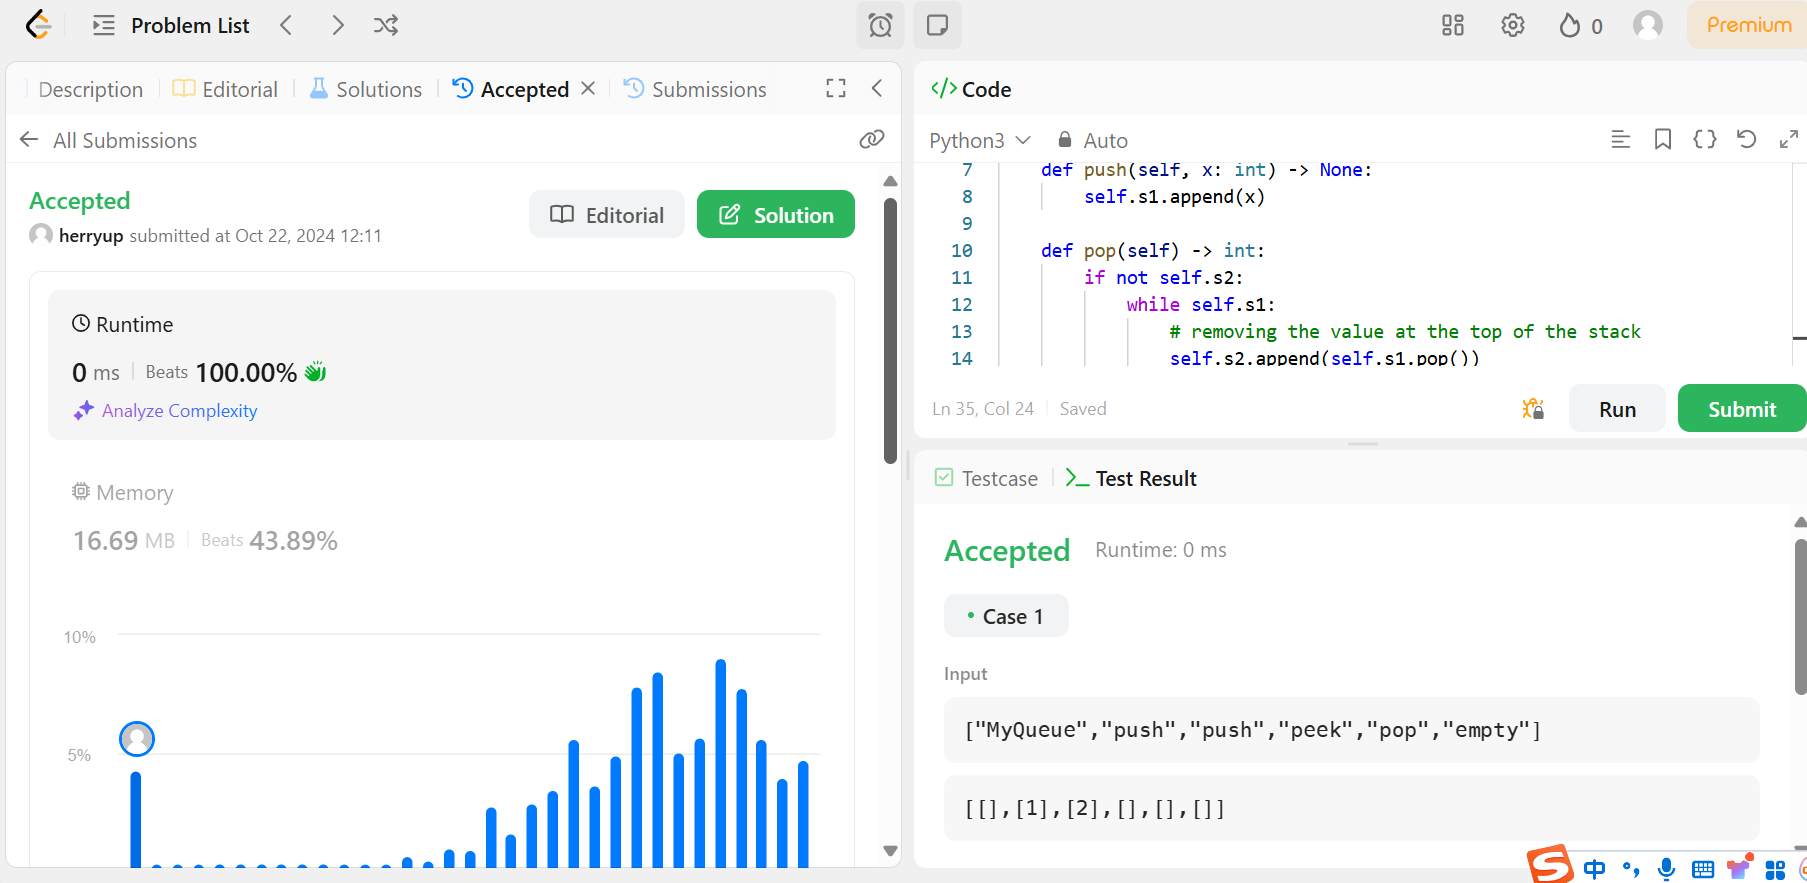 Problem List
0
Premium
Description
Editorial
Solutions
Accepted
Submissions
All Submissions
Accepted
herryup submitted at Oct 22, 2024 12:11
Editorial
Solution
Runtime
0 ms
Beats 100.00%
Analyze Complexity
Memory
16.69 MB
Beats 43.89%
10%
5%
</> Code
Python3
Auto
7 def push(self, x: int) -> None:
8 self.s1.append(x)
9
10 def pop(self) -> int:
11 if not self.s2:
12 while self.s1:
13 # removing the value at the top of the stack
14 self.s2.append(self.s1.pop())
Ln 35, Col 24
Saved
Run
Submit
Testcase
Test Result
Accepted
Runtime: 0 ms
Case 1
Input
["MyQueue","push","push","peek","pop","empty"]
[[],[1],[2],[],[],[]]
S 中